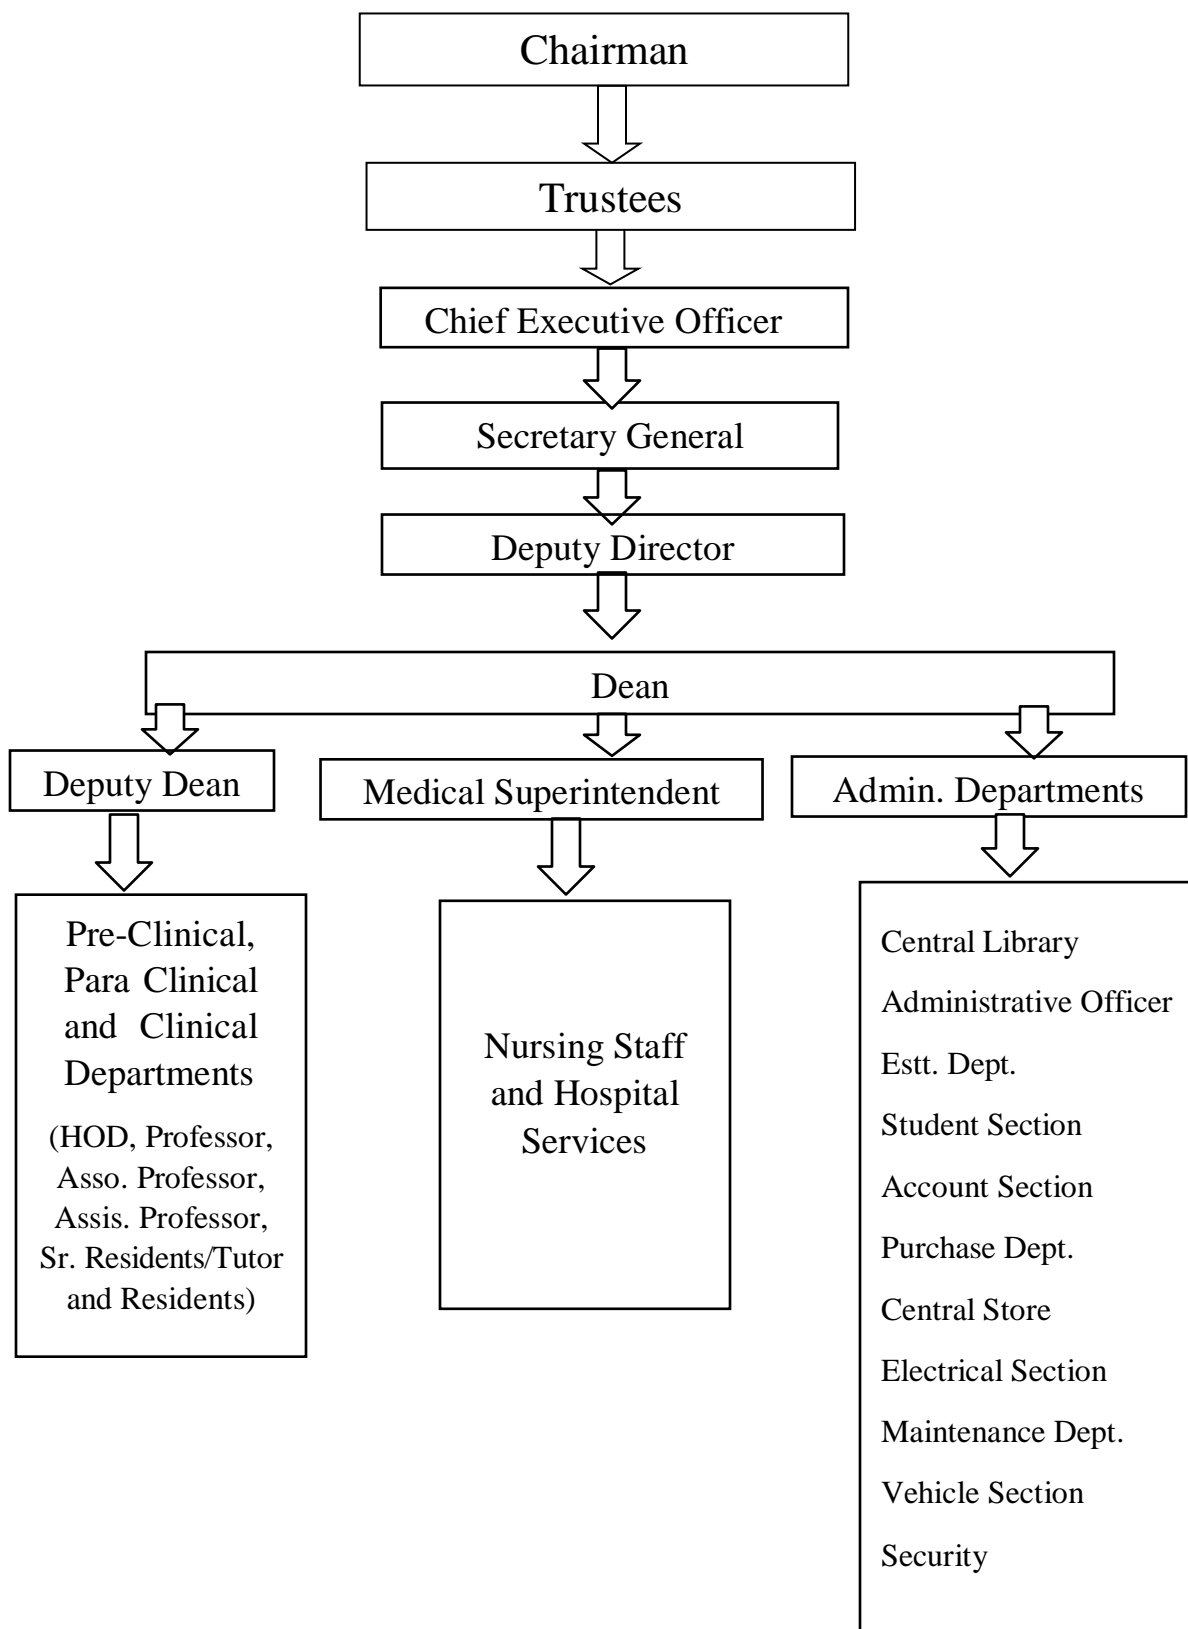 Chairman
Trustees
Chief Executive Officer
Secretary General
Deputy Director
Dean
Deputy Dean
Medical Superintendent
Admin. Departments
Pre-Clinical,
Para Clinical
and Clinical
Departments
(HOD, Professor,
Asso. Professor,
Assis. Professor,
Sr. Residents/Tutor
and Residents)
Nursing Staff
and Hospital
Services
Central Library
Administrative Officer
Estt. Dept.
Student Section
Account Section
Purchase Dept.
Central Store
Electrical Section
Maintenance Dept.
Vehicle Section
Security